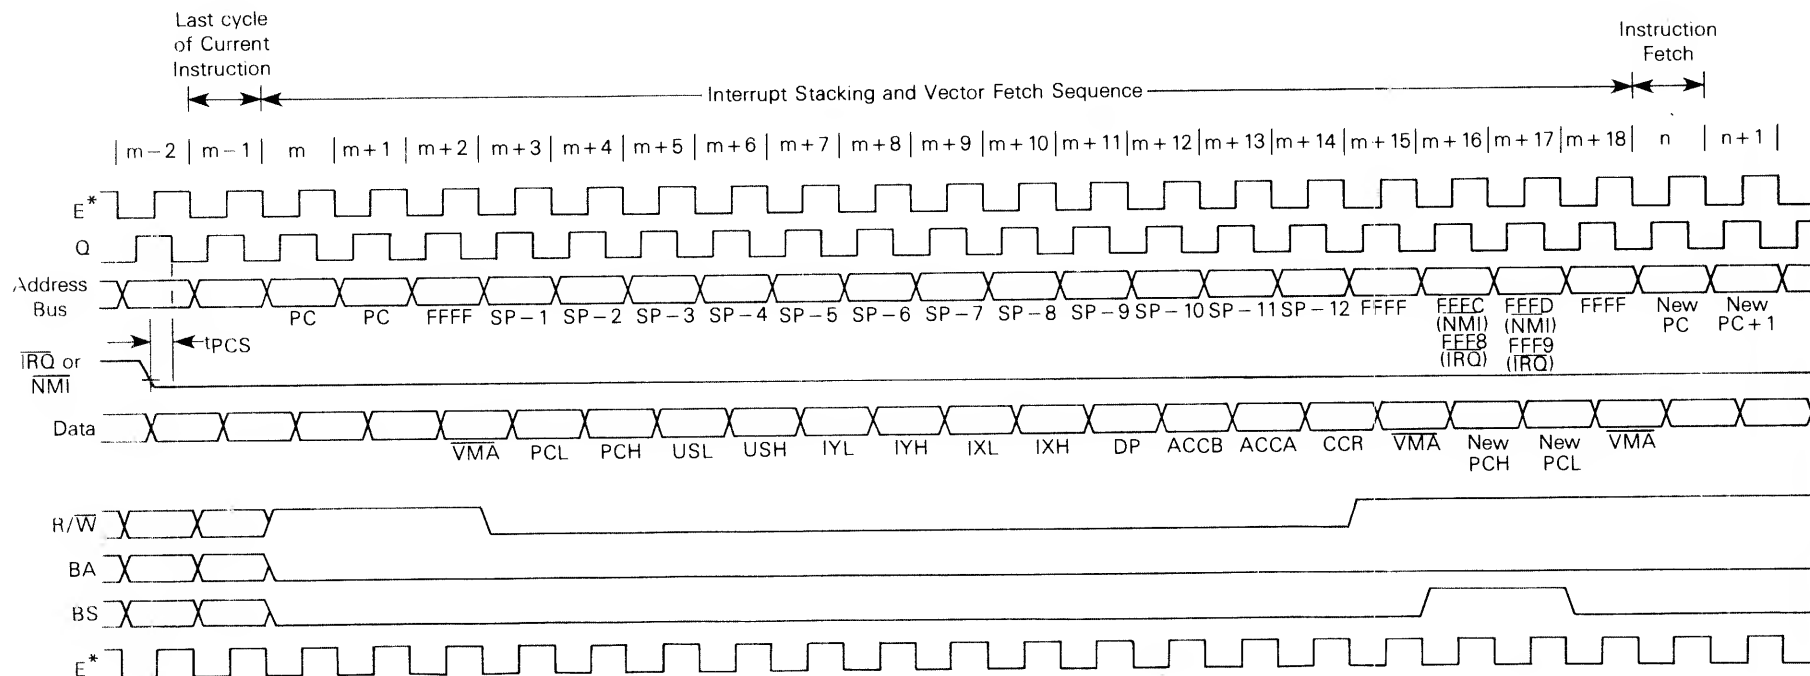 Last cycle
of Current
Instruction
Instruction
Fetch
Interrupt Stacking and Vector Fetch Sequence
m-2 m-1 m m+1 m+2 m+3 m+4 m+5 m+6 m+7 m+8 m+9 m+10 m+11 m+12 m+13 m+14 m+15 m+16 m+17 m+18 n n+1
E*
Q
Address
Bus
PC PC FFFF SP-1 SP-2 SP-3 SP-4 SP-5 SP-6 SP-7 SP-8 SP-9 SP-10 SP-11 SP-12 FFFF FFFC FFFD FFFF New New
(NMI) (NMI) PC PC+1
FFF8 FFF9
(IRQ) (IRQ)
tPCS
IRQ or
NMI
Data
VMA PCL PCH USL USH IYL IYH IXL IXH DP ACCB ACCA CCR VMA New New VMA
PCH PCL
R/W
BA
BS
E*